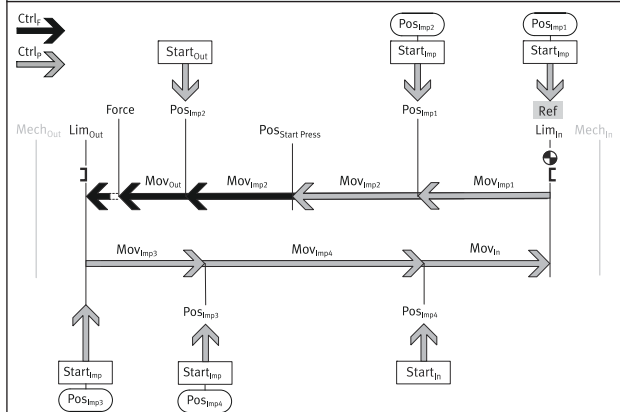 CtrlF
CtrlP
PosImp2 PosImp1
StartOut StartImp StartImp
Force PosImp2 PosImp1 Ref
MechOut LimOut PosStart Press LimIn MechIn
MovOut MovImp2 MovImp2 MovImp1
MovImp3 MovImp4 MovIn
PosImp3 PosImp4
StartImp StartImp StartIn
PosImp3 PosImp4